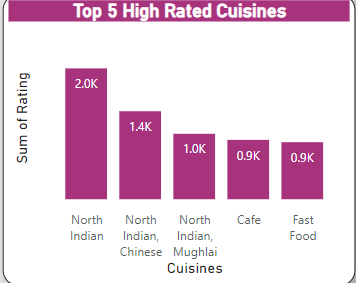 Top 5 High Rated Cuisines
Sum of Rating
2.0K
1.4K
1.0K
0.9K
0.9K
North
Indian
North
Indian,
Chinese
North
Indian,
Mughlai
Cafe
Fast
Food
Cuisines